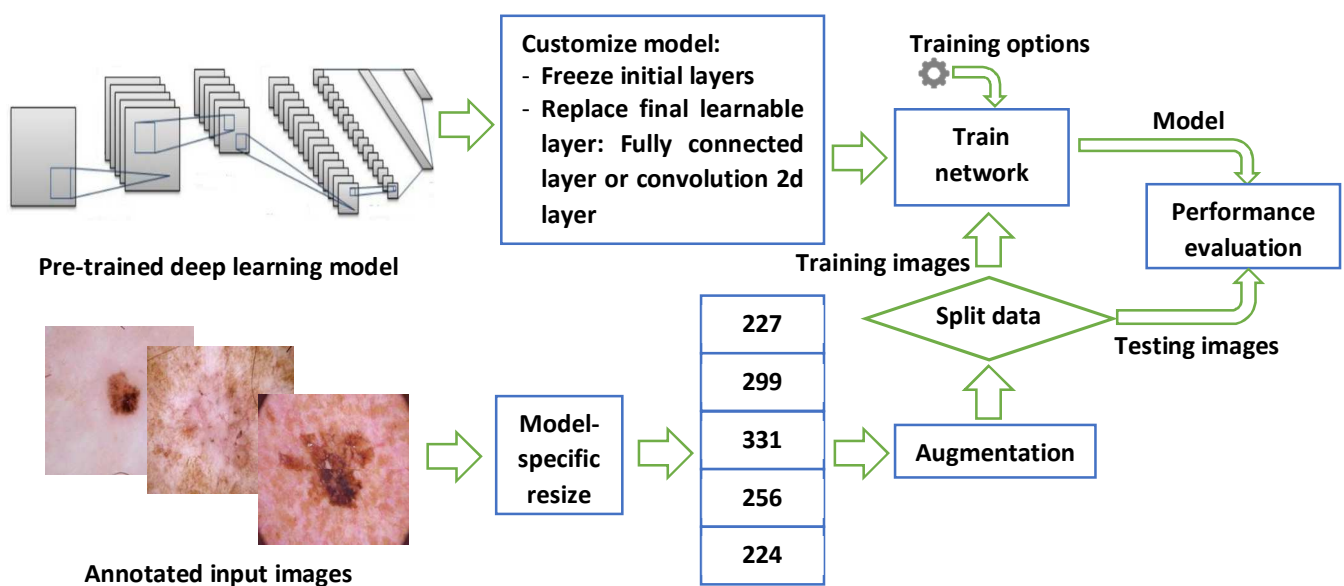 Customize model:
- Freeze initial layers
- Replace final learnable
layer: Fully connected
layer or convolution 2d
layer
Training options
Train
network
Model
Performance
evaluation
Pre-trained deep learning model
Training images
Split data
Testing images
227
299
331
256
224
Model-
specific
resize
Augmentation
Annotated input images